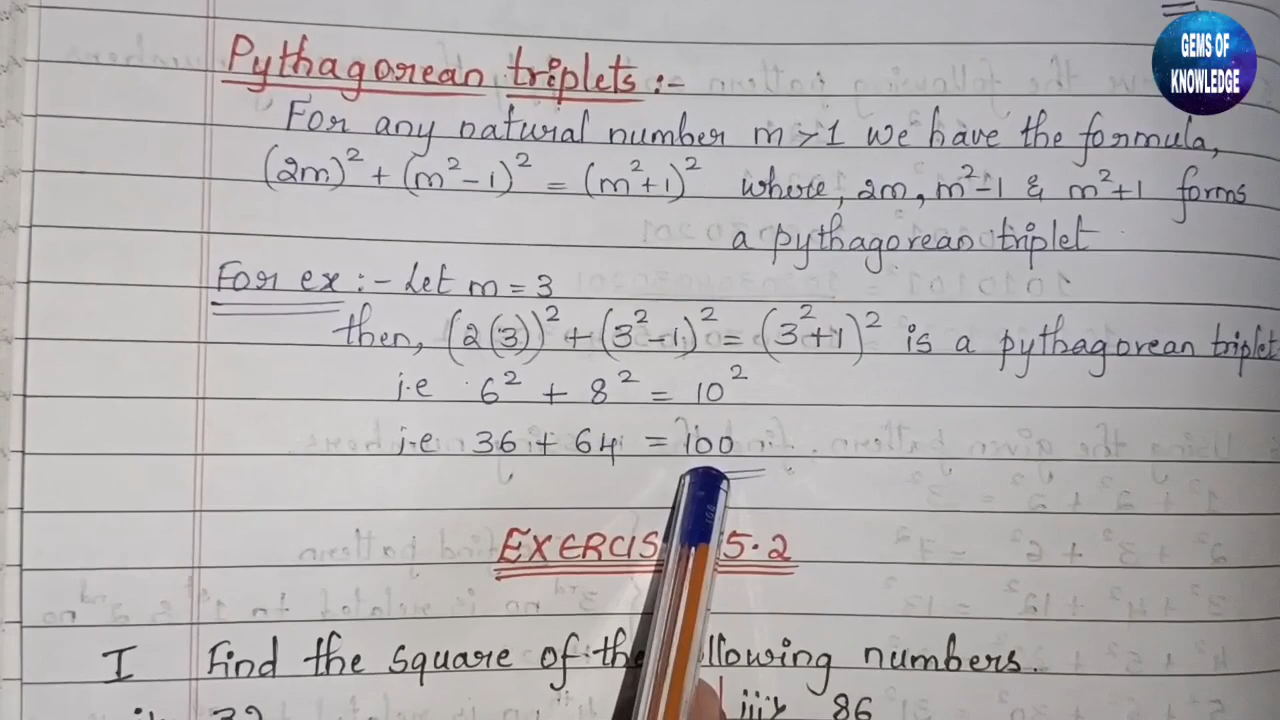 GEMS OF
KNOWLEDGE
Pythagorean triplets :-
For any natural number m > 1 we have the formula,
(2m)² + (m² - 1)² = (m² + 1)² where, 2m, m² - 1 & m² + 1 forms
a pythagorean triplet
For ex :- Let m = 3
then, (2(3))² + (3² - 1)² = (3² + 1)² is a pythagorean triplet
i.e 6² + 8² = 10²
i.e 36 + 64 = 100
EXERCIS 5.2
I Find the square of the following numbers.
iii> 86